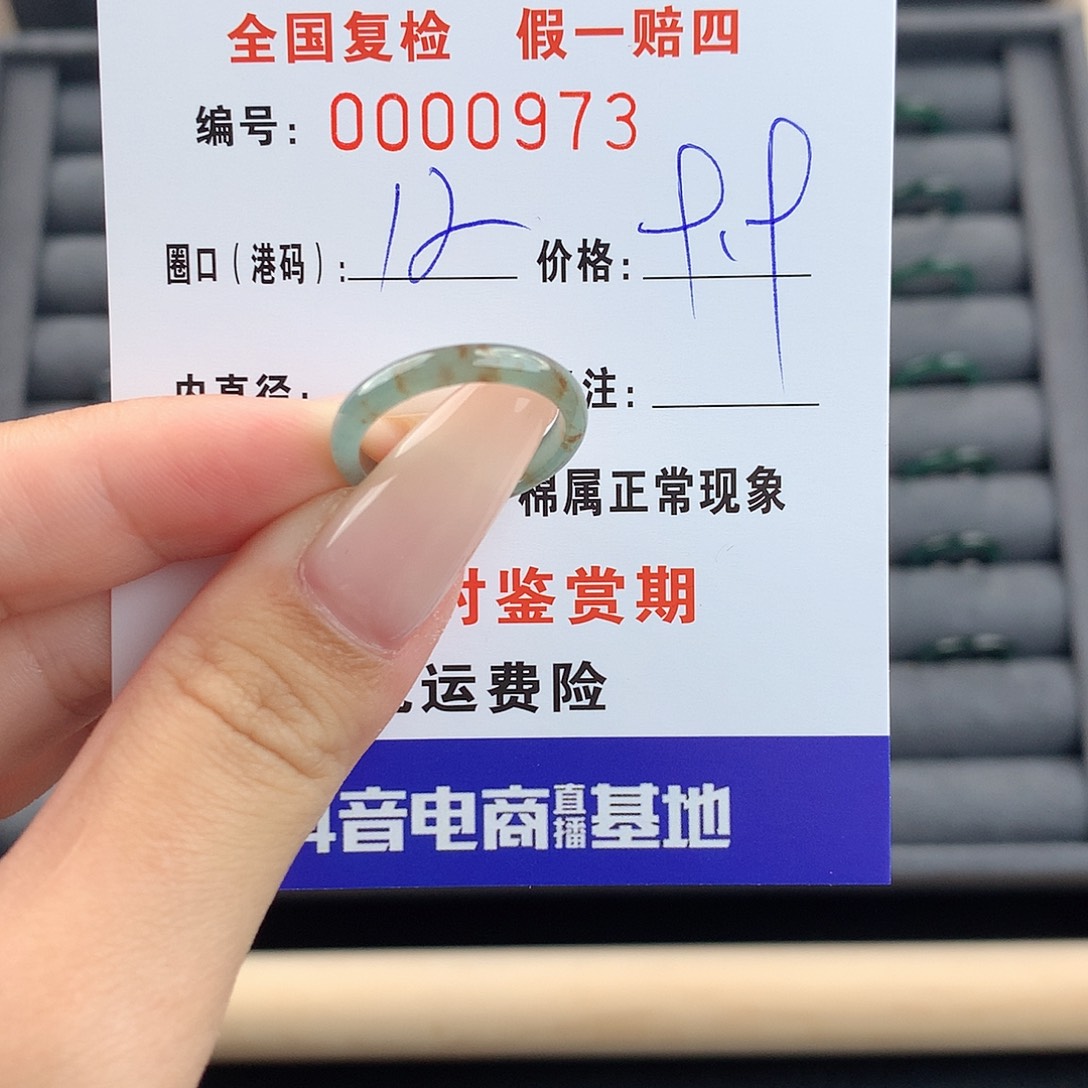 全国复检 假一赔四
编号: 0000973
圈口(港码): 12 价格:
内直径: 注:
棉属正常现象
时鉴赏期
运费险
音电商直播基地